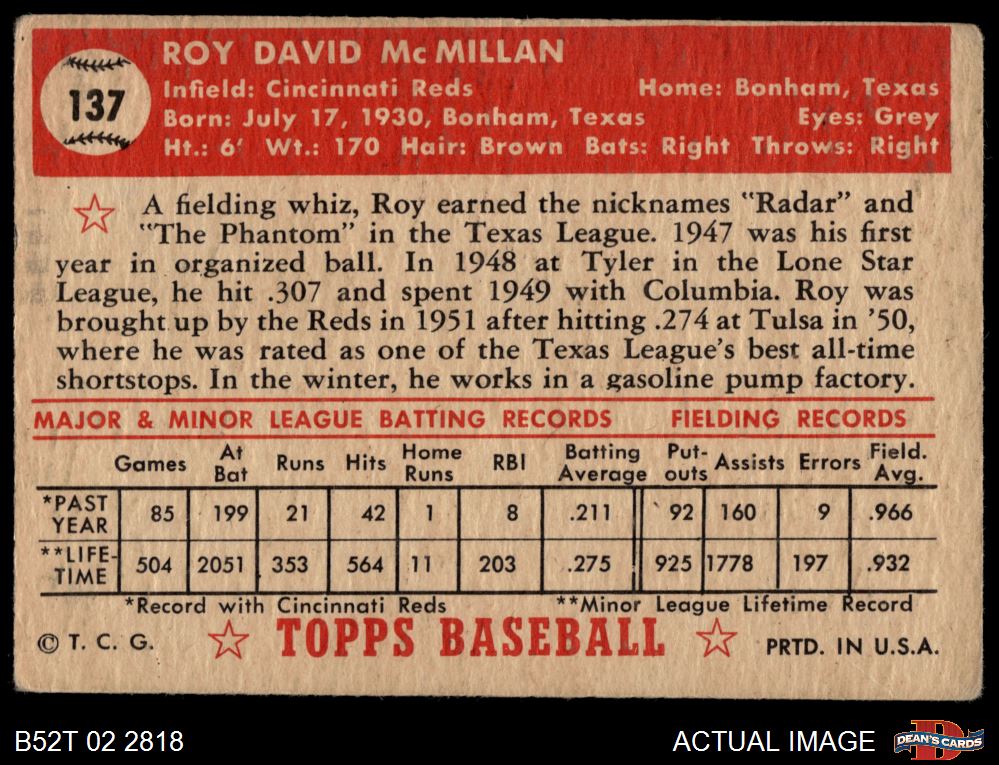 137
ROY DAVID McMILLAN
Infield: Cincinnati Reds Home: Bonham, Texas
Born: July 17, 1930, Bonham, Texas Eyes: Grey
Ht.: 6' Wt.: 170 Hair: Brown Bats: Right Throws: Right
A fielding whiz, Roy earned the nicknames "Radar" and
"The Phantom" in the Texas League. 1947 was his first
year in organized ball. In 1948 at Tyler in the Lone Star
League, he hit .307 and spent 1949 with Columbia. Roy was
brought up by the Reds in 1951 after hitting .274 at Tulsa in '50,
where he was rated as one of the Texas League's best all-time
shortstops. In the winter, he works in a gasoline pump factory.
MAJOR & MINOR LEAGUE BATTING RECORDS FIELDING RECORDS
Games At Bat Runs Hits Home Runs RBI Batting Average Put-outs Assists Errors Field. Avg.
*PAST YEAR 85 199 21 42 1 8 .211 92 160 9 .966
**LIFE-TIME 504 2051 353 564 11 203 .275 925 1778 197 .932
*Record with Cincinnati Reds **Minor League Lifetime Record
© T. C. G. TOPPS BASEBALL PRTD. IN U.S.A.
B52T 02 2818 ACTUAL IMAGE DEAN'S CARDS